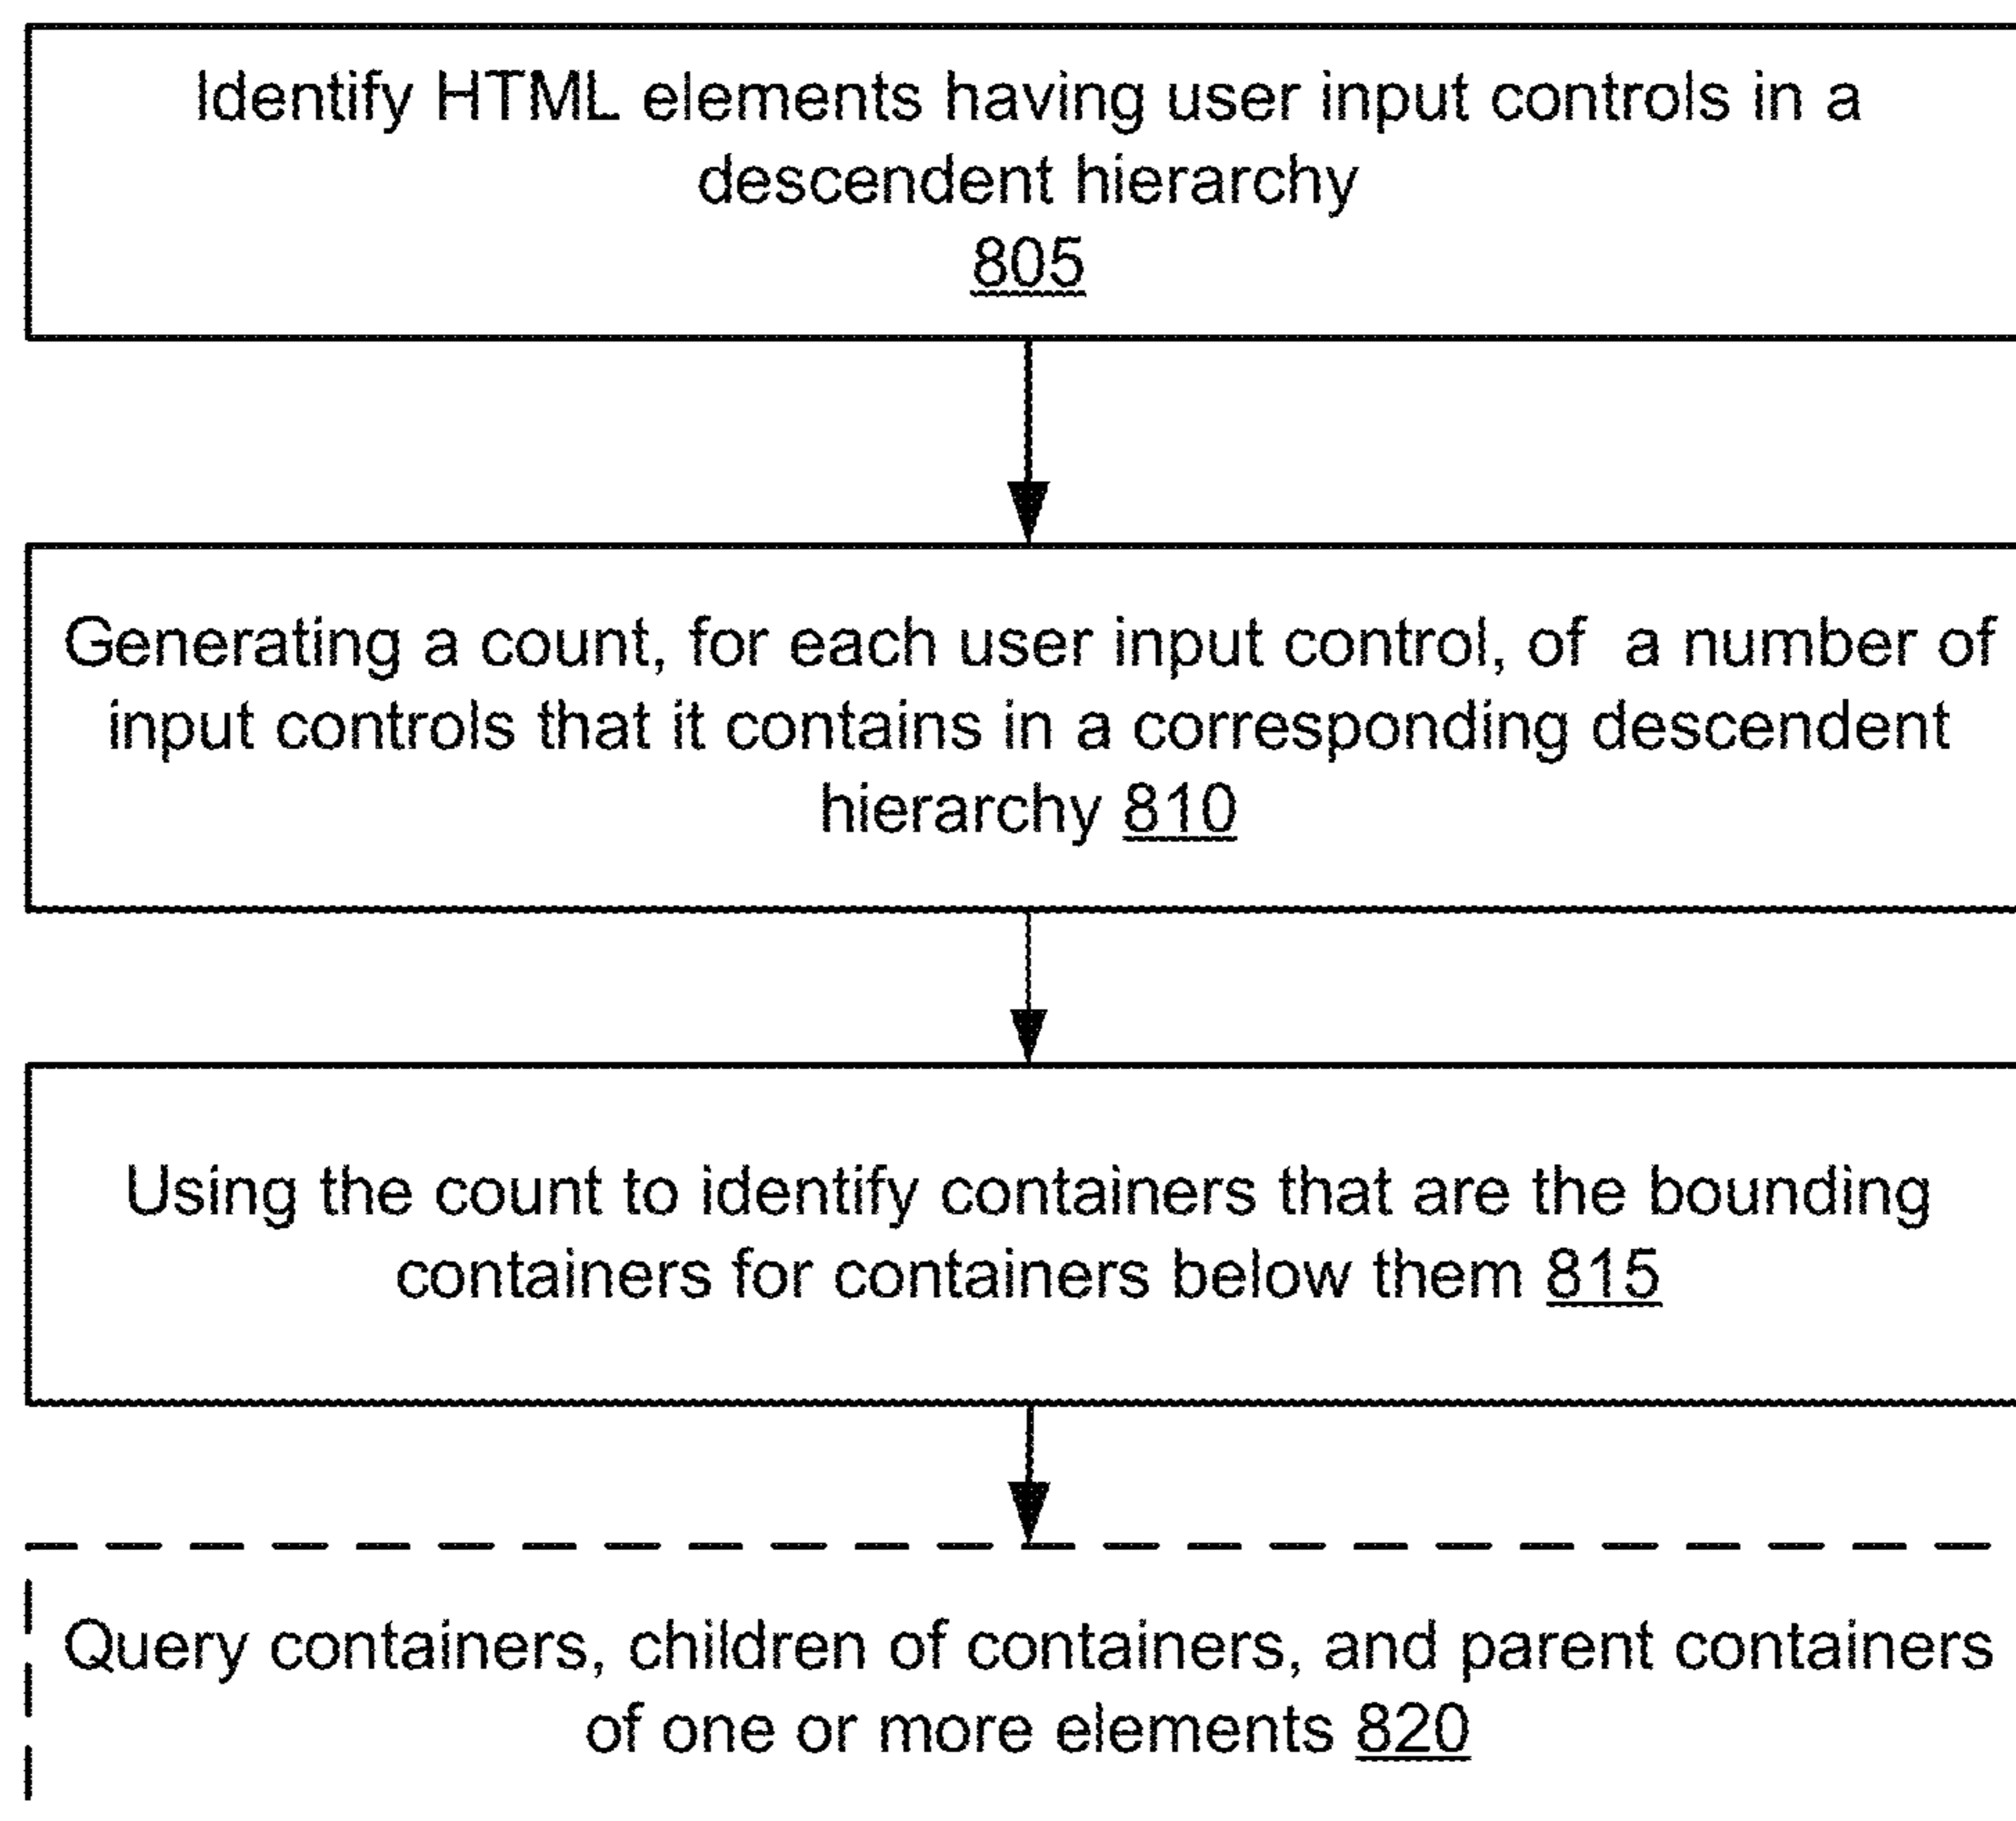 Identify HTML elements having user input controls in a
descendent hierarchy
805
Generating a count, for each user input control, of a number of
input controls that it contains in a corresponding descendent
hierarchy 810
Using the count to identify containers that are the bounding
containers for containers below them 815
Query containers, children of containers, and parent containers
of one or more elements 820